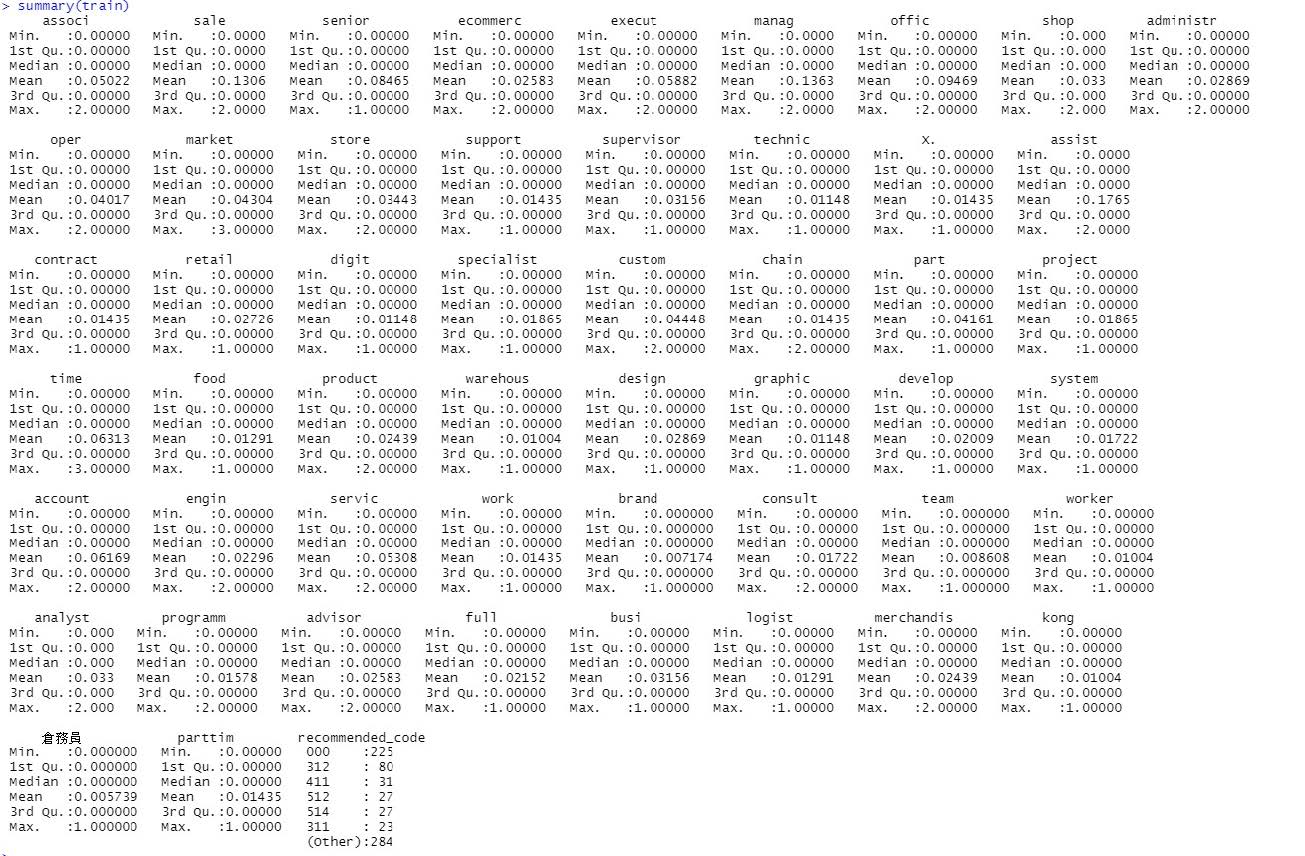 > summary(train)
associ sale senior ecommerc execut manag offic shop administr
Min. :0.00000 Min. :0.0000 Min. :0.00000 Min. :0.00000 Min. :0.00000 Min. :0.0000 Min. :0.00000 Min. :0.000 Min. :0.00000
1st Qu.:0.00000 1st Qu.:0.0000 1st Qu.:0.00000 1st Qu.:0.00000 1st Qu.:0.00000 1st Qu.:0.0000 1st Qu.:0.00000 1st Qu.:0.000 1st Qu.:0.00000
Median :0.00000 Median :0.0000 Median :0.00000 Median :0.00000 Median :0.00000 Median :0.0000 Median :0.00000 Median :0.000 Median :0.00000
Mean :0.05022 Mean :0.1306 Mean :0.08465 Mean :0.02583 Mean :0.05882 Mean :0.1363 Mean :0.09469 Mean :0.033 Mean :0.02869
3rd Qu.:0.00000 3rd Qu.:0.0000 3rd Qu.:0.00000 3rd Qu.:0.00000 3rd Qu.:0.00000 3rd Qu.:0.0000 3rd Qu.:0.00000 3rd Qu.:0.000 3rd Qu.:0.00000
Max. :2.00000 Max. :2.0000 Max. :1.00000 Max. :2.00000 Max. :2.00000 Max. :2.0000 Max. :2.00000 Max. :2.000 Max. :2.00000
oper market store support supervisor technic X. assist
Min. :0.00000 Min. :0.00000 Min. :0.00000 Min. :0.00000 Min. :0.00000 Min. :0.00000 Min. :0.00000 Min. :0.0000
1st Qu.:0.00000 1st Qu.:0.00000 1st Qu.:0.00000 1st Qu.:0.00000 1st Qu.:0.00000 1st Qu.:0.00000 1st Qu.:0.00000 1st Qu.:0.0000
Median :0.00000 Median :0.00000 Median :0.00000 Median :0.00000 Median :0.00000 Median :0.00000 Median :0.00000 Median :0.0000
Mean :0.04017 Mean :0.04304 Mean :0.03443 Mean :0.01435 Mean :0.03156 Mean :0.01148 Mean :0.01435 Mean :0.1765
3rd Qu.:0.00000 3rd Qu.:0.00000 3rd Qu.:0.00000 3rd Qu.:0.00000 3rd Qu.:0.00000 3rd Qu.:0.00000 3rd Qu.:0.00000 3rd Qu.:0.0000
Max. :2.00000 Max. :3.00000 Max. :2.00000 Max. :1.00000 Max. :1.00000 Max. :1.00000 Max. :1.00000 Max. :2.0000
contract retail digit specialist custom chain part project
Min. :0.00000 Min. :0.00000 Min. :0.00000 Min. :0.00000 Min. :0.00000 Min. :0.00000 Min. :0.00000 Min. :0.00000
1st Qu.:0.00000 1st Qu.:0.00000 1st Qu.:0.00000 1st Qu.:0.00000 1st Qu.:0.00000 1st Qu.:0.00000 1st Qu.:0.00000 1st Qu.:0.00000
Median :0.00000 Median :0.00000 Median :0.00000 Median :0.00000 Median :0.00000 Median :0.00000 Median :0.00000 Median :0.00000
Mean :0.01435 Mean :0.02726 Mean :0.01148 Mean :0.01865 Mean :0.04448 Mean :0.01435 Mean :0.04161 Mean :0.01865
3rd Qu.:0.00000 3rd Qu.:0.00000 3rd Qu.:0.00000 3rd Qu.:0.00000 3rd Qu.:0.00000 3rd Qu.:0.00000 3rd Qu.:0.00000 3rd Qu.:0.00000
Max. :1.00000 Max. :1.00000 Max. :1.00000 Max. :1.00000 Max. :2.00000 Max. :2.00000 Max. :1.00000 Max. :1.00000
time food product warehous design graphic develop system
Min. :0.00000 Min. :0.00000 Min. :0.00000 Min. :0.00000 Min. :0.00000 Min. :0.00000 Min. :0.00000 Min. :0.00000
1st Qu.:0.00000 1st Qu.:0.00000 1st Qu.:0.00000 1st Qu.:0.00000 1st Qu.:0.00000 1st Qu.:0.00000 1st Qu.:0.00000 1st Qu.:0.00000
Median :0.00000 Median :0.00000 Median :0.00000 Median :0.00000 Median :0.00000 Median :0.00000 Median :0.00000 Median :0.00000
Mean :0.06313 Mean :0.01291 Mean :0.02439 Mean :0.01004 Mean :0.02869 Mean :0.01148 Mean :0.02009 Mean :0.01722
3rd Qu.:0.00000 3rd Qu.:0.00000 3rd Qu.:0.00000 3rd Qu.:0.00000 3rd Qu.:0.00000 3rd Qu.:0.00000 3rd Qu.:0.00000 3rd Qu.:0.00000
Max. :3.00000 Max. :1.00000 Max. :2.00000 Max. :1.00000 Max. :1.00000 Max. :1.00000 Max. :1.00000 Max. :1.00000
account engin servic work brand consult team worker
Min. :0.00000 Min. :0.00000 Min. :0.00000 Min. :0.00000 Min. :0.000000 Min. :0.00000 Min. :0.000000 Min. :0.00000
1st Qu.:0.00000 1st Qu.:0.00000 1st Qu.:0.00000 1st Qu.:0.00000 1st Qu.:0.000000 1st Qu.:0.00000 1st Qu.:0.000000 1st Qu.:0.00000
Median :0.00000 Median :0.00000 Median :0.00000 Median :0.00000 Median :0.000000 Median :0.00000 Median :0.000000 Median :0.00000
Mean :0.06169 Mean :0.02296 Mean :0.05308 Mean :0.01435 Mean :0.007174 Mean :0.01722 Mean :0.008608 Mean :0.01004
3rd Qu.:0.00000 3rd Qu.:0.00000 3rd Qu.:0.00000 3rd Qu.:0.00000 3rd Qu.:0.000000 3rd Qu.:0.00000 3rd Qu.:0.000000 3rd Qu.:0.00000
Max. :2.00000 Max. :2.00000 Max. :2.00000 Max. :1.00000 Max. :1.000000 Max. :2.00000 Max. :1.000000 Max. :1.00000
analyst programm advisor full busi logist merchandis kong
Min. :0.000 Min. :0.00000 Min. :0.00000 Min. :0.00000 Min. :0.00000 Min. :0.00000 Min. :0.00000 Min. :0.00000
1st Qu.:0.000 1st Qu.:0.00000 1st Qu.:0.00000 1st Qu.:0.00000 1st Qu.:0.00000 1st Qu.:0.00000 1st Qu.:0.00000 1st Qu.:0.00000
Median :0.000 Median :0.00000 Median :0.00000 Median :0.00000 Median :0.00000 Median :0.00000 Median :0.00000 Median :0.00000
Mean :0.033 Mean :0.01578 Mean :0.02583 Mean :0.02152 Mean :0.03156 Mean :0.01291 Mean :0.02439 Mean :0.01004
3rd Qu.:0.000 3rd Qu.:0.00000 3rd Qu.:0.00000 3rd Qu.:0.00000 3rd Qu.:0.00000 3rd Qu.:0.00000 3rd Qu.:0.00000 3rd Qu.:0.00000
Max. :2.000 Max. :2.00000 Max. :2.00000 Max. :1.00000 Max. :1.00000 Max. :1.00000 Max. :2.00000 Max. :1.00000
倉務員 parttim recommended_code
Min. :0.000000 Min. :0.00000 000 :225
1st Qu.:0.000000 1st Qu.:0.00000 312 : 80
Median :0.000000 Median :0.00000 411 : 31
Mean :0.005739 Mean :0.01435 512 : 27
3rd Qu.:0.000000 3rd Qu.:0.00000 514 : 27
Max. :1.000000 Max. :1.00000 311 : 23
(Other):284